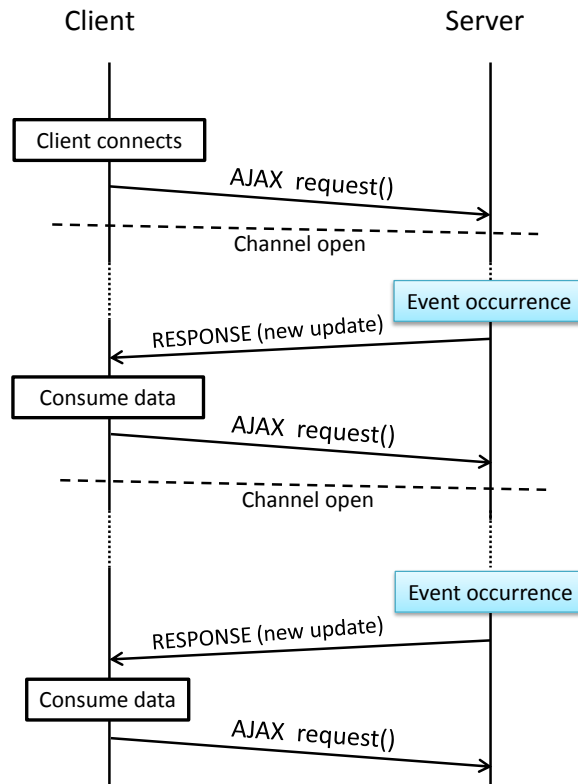 Client
Server
Client connects
AJAX request()
Channel open
Event occurrence
RESPONSE (new update)
Consume data
AJAX request()
Channel open
Event occurrence
RESPONSE (new update)
Consume data
AJAX request()